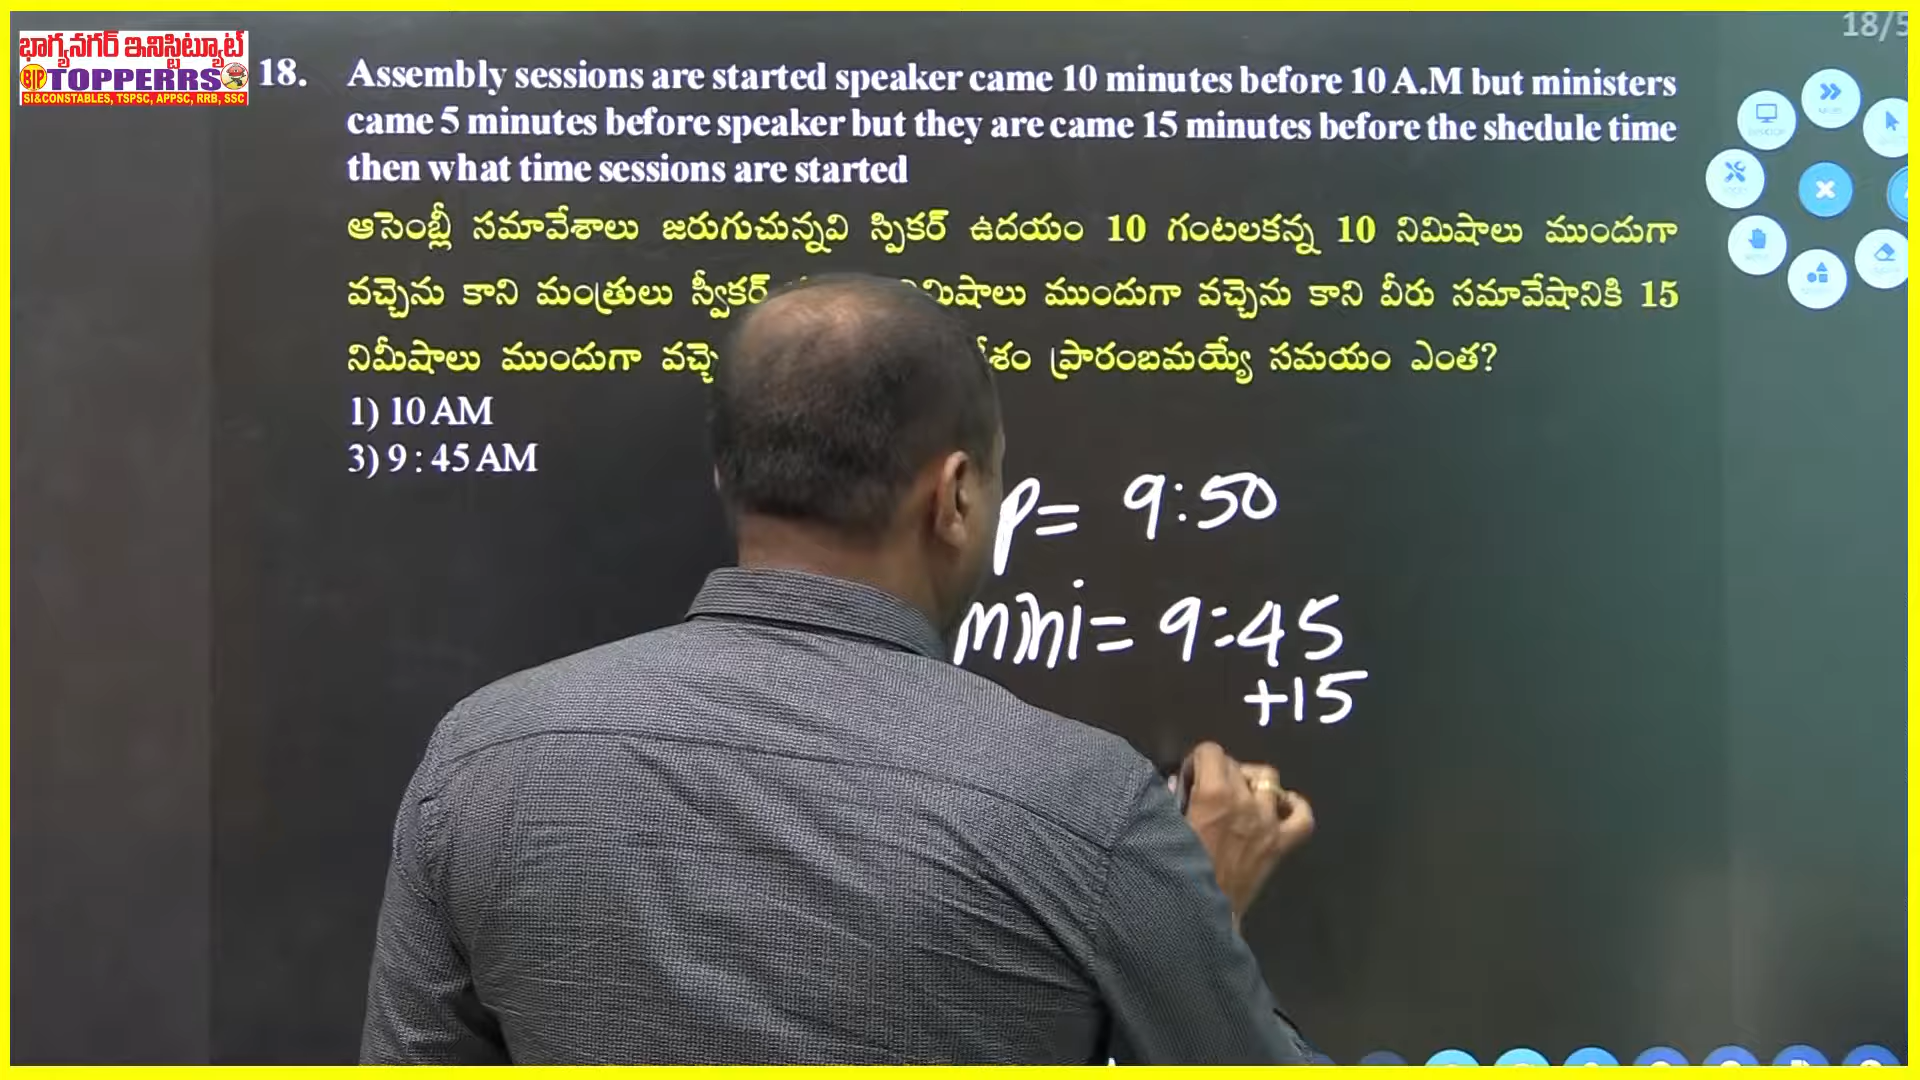 18/5
భాగ్యనగర్ ఇనిస్టిట్యూట్
BIP TOPPERRS
SI&CONSTABLES, TSPSC, APPSC, RRB, SSC
18. Assembly sessions are started speaker came 10 minutes before 10 A.M but ministers
came 5 minutes before speaker but they are came 15 minutes before the shedule time
then what time sessions are started
ఆసెంబ్లీ సమావేశాలు జరుగుచున్నవి స్పికర్ ఉదయం 10 గంటలకన్న 10 నిమిషాలు ముందుగా
వచ్చెను కాని మంత్రులు స్వీకర్ మిషాలు ముందుగా వచ్చెను కాని వీరు సమావేషానికి 15
నిమీషాలు ముందుగా ప్రారంబమయ్యే సమయం ఎంత?
1) 10 AM
3) 9 : 45 AM
p= 9:50
mini= 9:45
+15